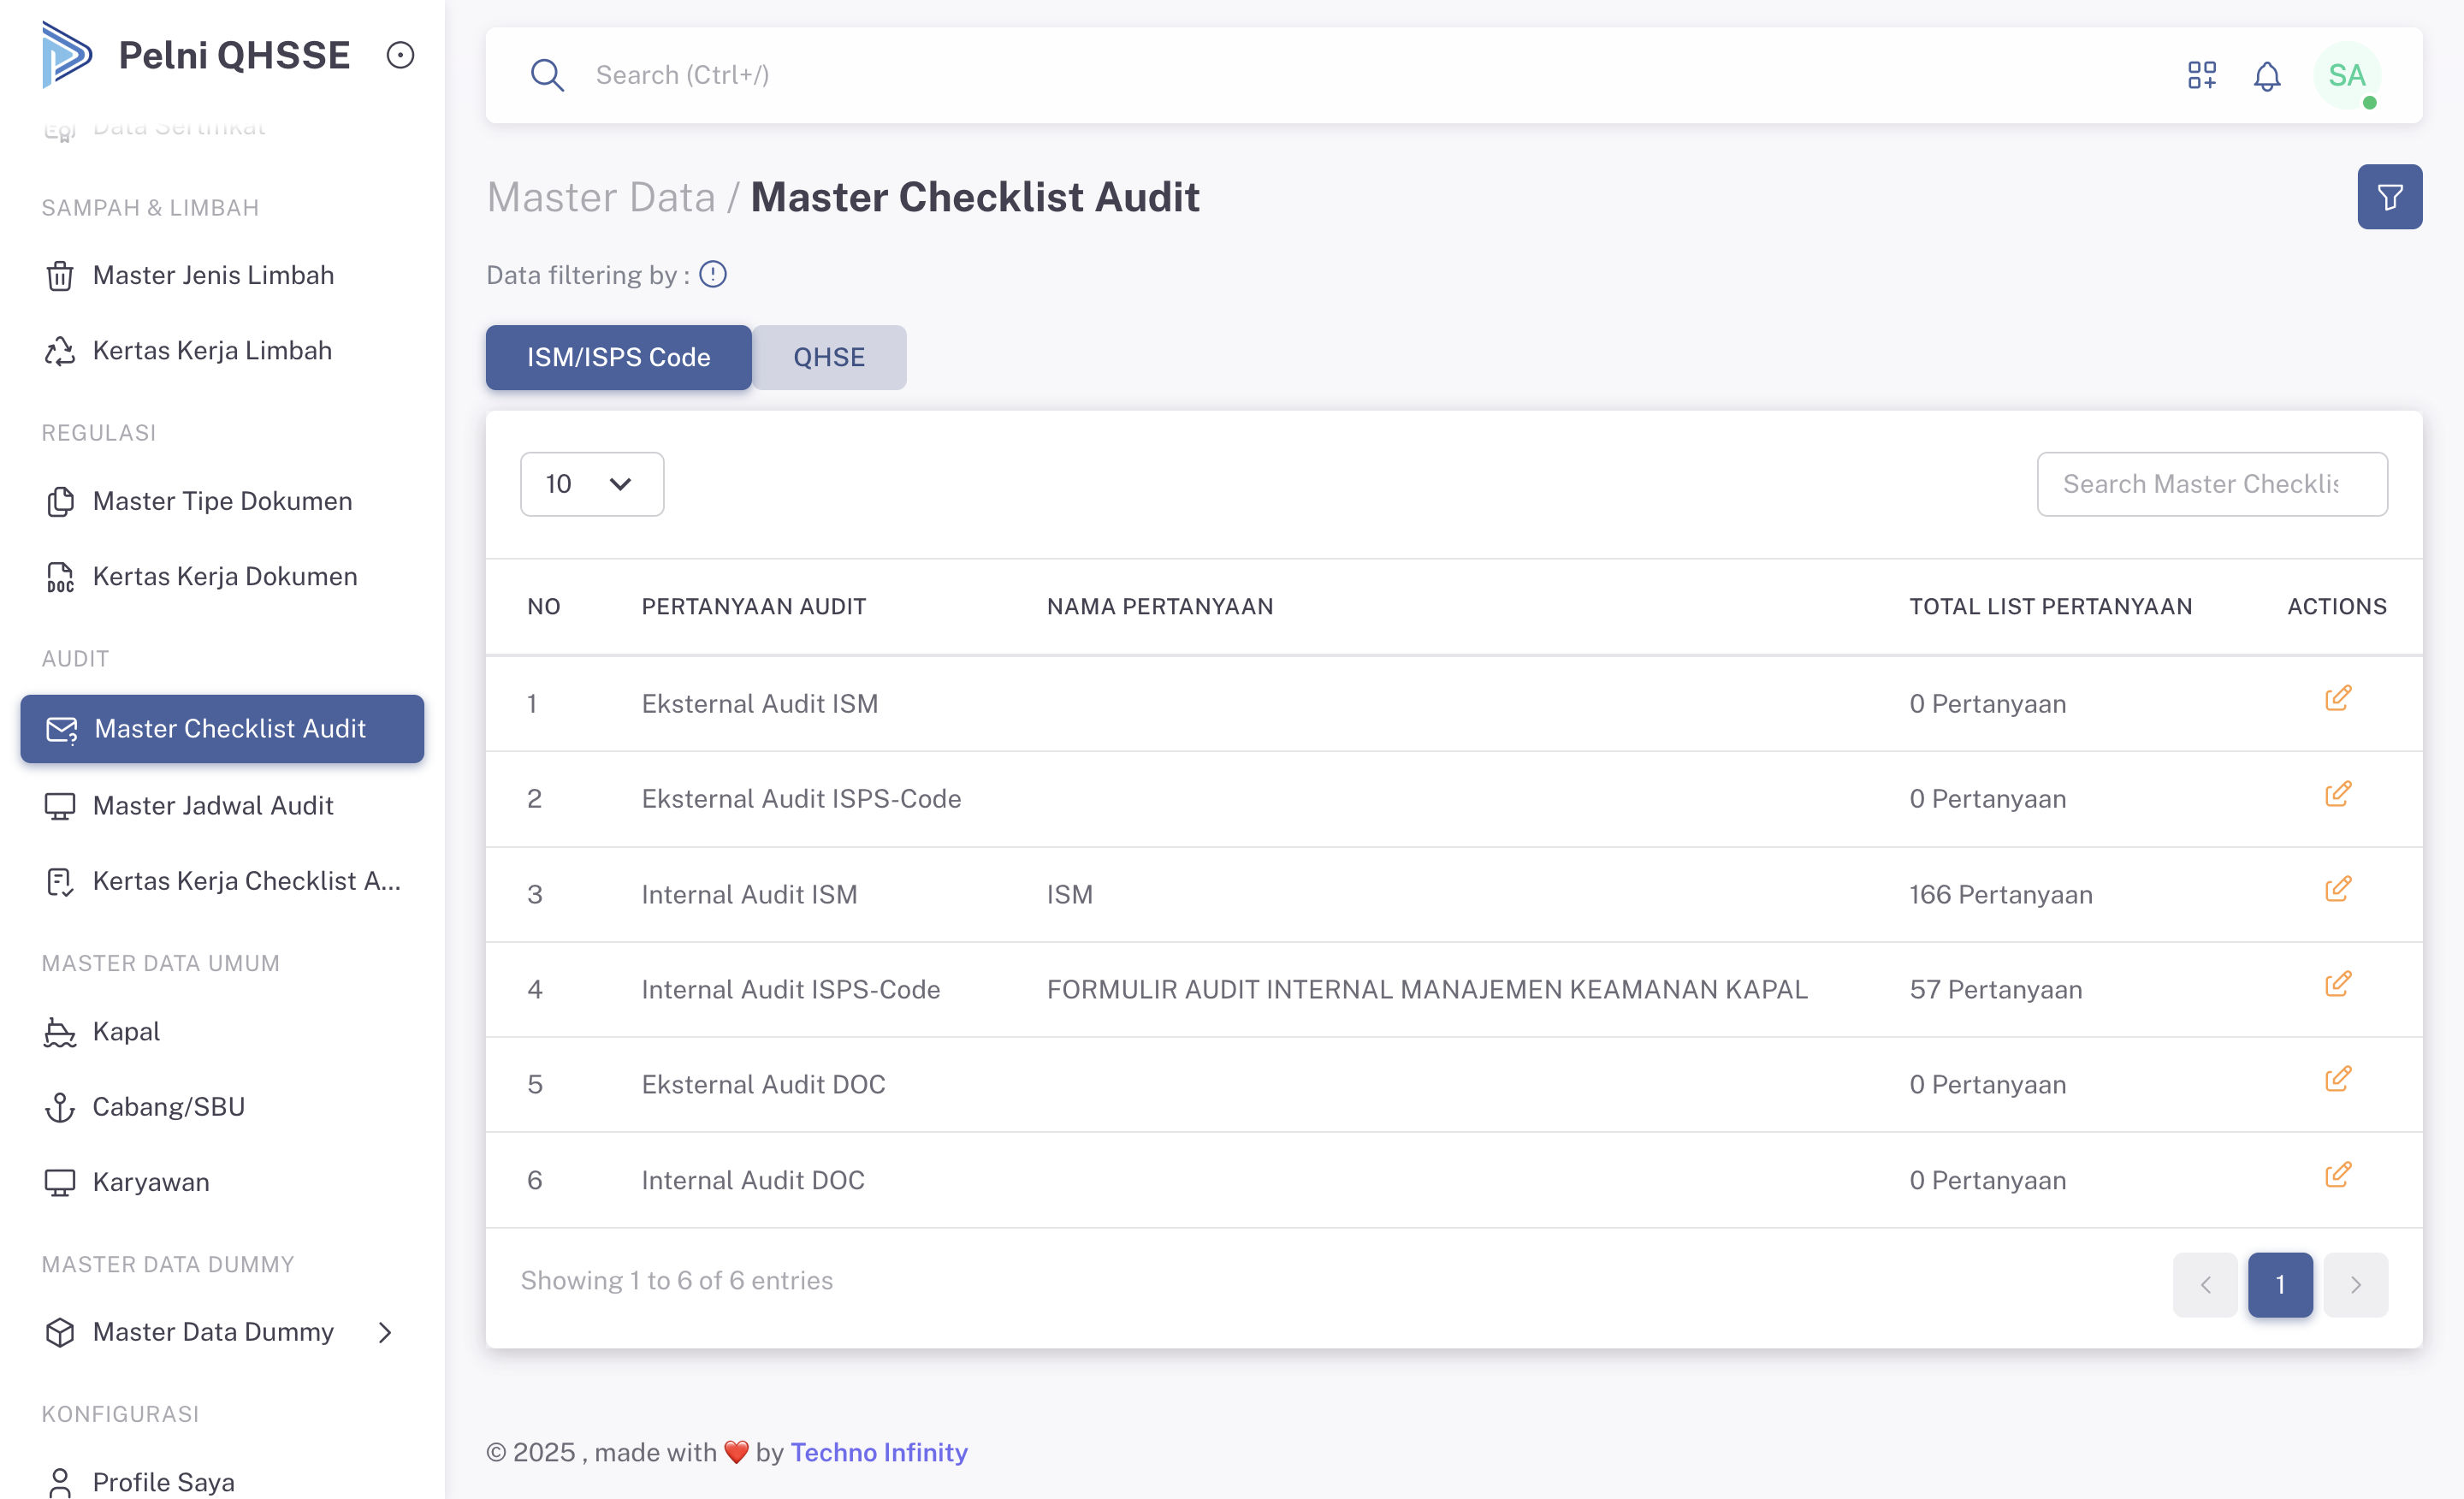 Pelni QHSSE
Data Sertifikat
SAMPAH & LIMBAH
Master Jenis Limbah
Kertas Kerja Limbah
REGULASI
Master Tipe Dokumen
DOC
Kertas Kerja Dokumen
AUDIT
Master Checklist Audit
Master Jadwal Audit
Kertas Kerja Checklist A...
MASTER DATA UMUM
Kapal
Cabang/SBU
Karyawan
MASTER DATA DUMMY
Master Data Dummy
KONFIGURASI
Profile Saya
Search (Ctrl+/)
SA
Master Data / Master Checklist Audit
Data filtering by :
ISM/ISPS Code QHSE
10 Search Master Checklis
NO PERTANYAAN AUDIT NAMA PERTANYAAN TOTAL LIST PERTANYAAN ACTIONS
1 Eksternal Audit ISM 0 Pertanyaan
2 Eksternal Audit ISPS-Code 0 Pertanyaan
3 Internal Audit ISM ISM 166 Pertanyaan
4 Internal Audit ISPS-Code FORMULIR AUDIT INTERNAL MANAJEMEN KEAMANAN KAPAL 57 Pertanyaan
5 Eksternal Audit DOC 0 Pertanyaan
6 Internal Audit DOC 0 Pertanyaan
Showing 1 to 6 of 6 entries 1
© 2025 , made with ❤️ by Techno Infinity